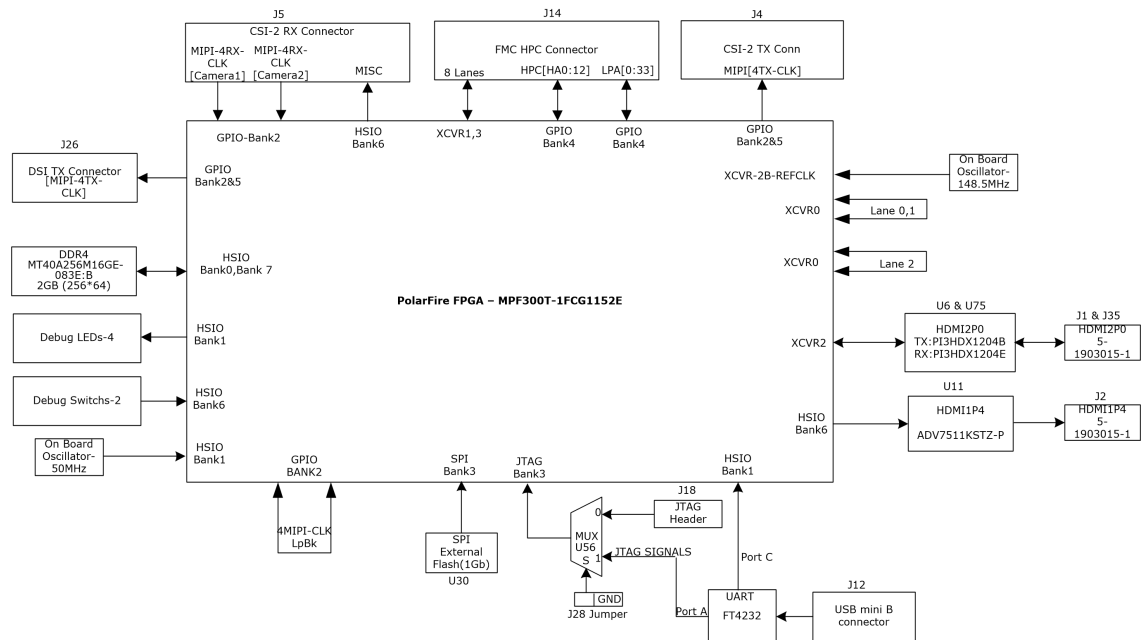 J5
CSI-2 RX Connector
MIPI-4RX-
CLK
[Camera1]
MIPI-4RX-
CLK
[Camera2]
MISC
J14
FMC HPC Connector
8 Lanes
HPC[HA0:12]
LPA[0:33]
J4
CSI-2 TX Conn
MIPI[4TX-CLK]
GPIO-Bank2
HSIO
Bank6
XCVR1,3
GPIO
Bank4
GPIO
Bank4
GPIO
Bank2&5
J26
DSI TX Connector
[MIPI-4TX-
CLK]
GPIO
Bank2&5
XCVR-2B-REFCLK
On Board
Oscillator-
148.5MHz
XCVR0
Lane 0,1
DDR4
MT40A256M16GE-
083E:B
2GB (256*64)
HSIO
Bank0,Bank 7
XCVR0
Lane 2
PolarFire FPGA – MPF300T-1FCG1152E
Debug LEDs-4
HSIO
Bank1
XCVR2
U6 & U75
HDMI2P0
TX:PI3HDX1204B
RX:PI3HDX1204E
J1 & J35
HDMI2P0
5-
1903015-1
Debug Switchs-2
HSIO
Bank6
HSIO
Bank6
U11
HDMI1P4
ADV7511KSTZ-P
J2
HDMI1P4
5-
1903015-1
On Board
Oscillator-
50MHz
HSIO
Bank1
GPIO
BANK2
SPI
Bank3
JTAG
Bank3
HSIO
Bank1
4MIPI-CLK
LpBk
SPI
External
Flash(1Gb)
U30
0
MUX
U56
S
1
J18
JTAG
Header
JTAG SIGNALS
Port C
GND
J28 Jumper
Port A
UART
FT4232
J12
USB mini B
connector